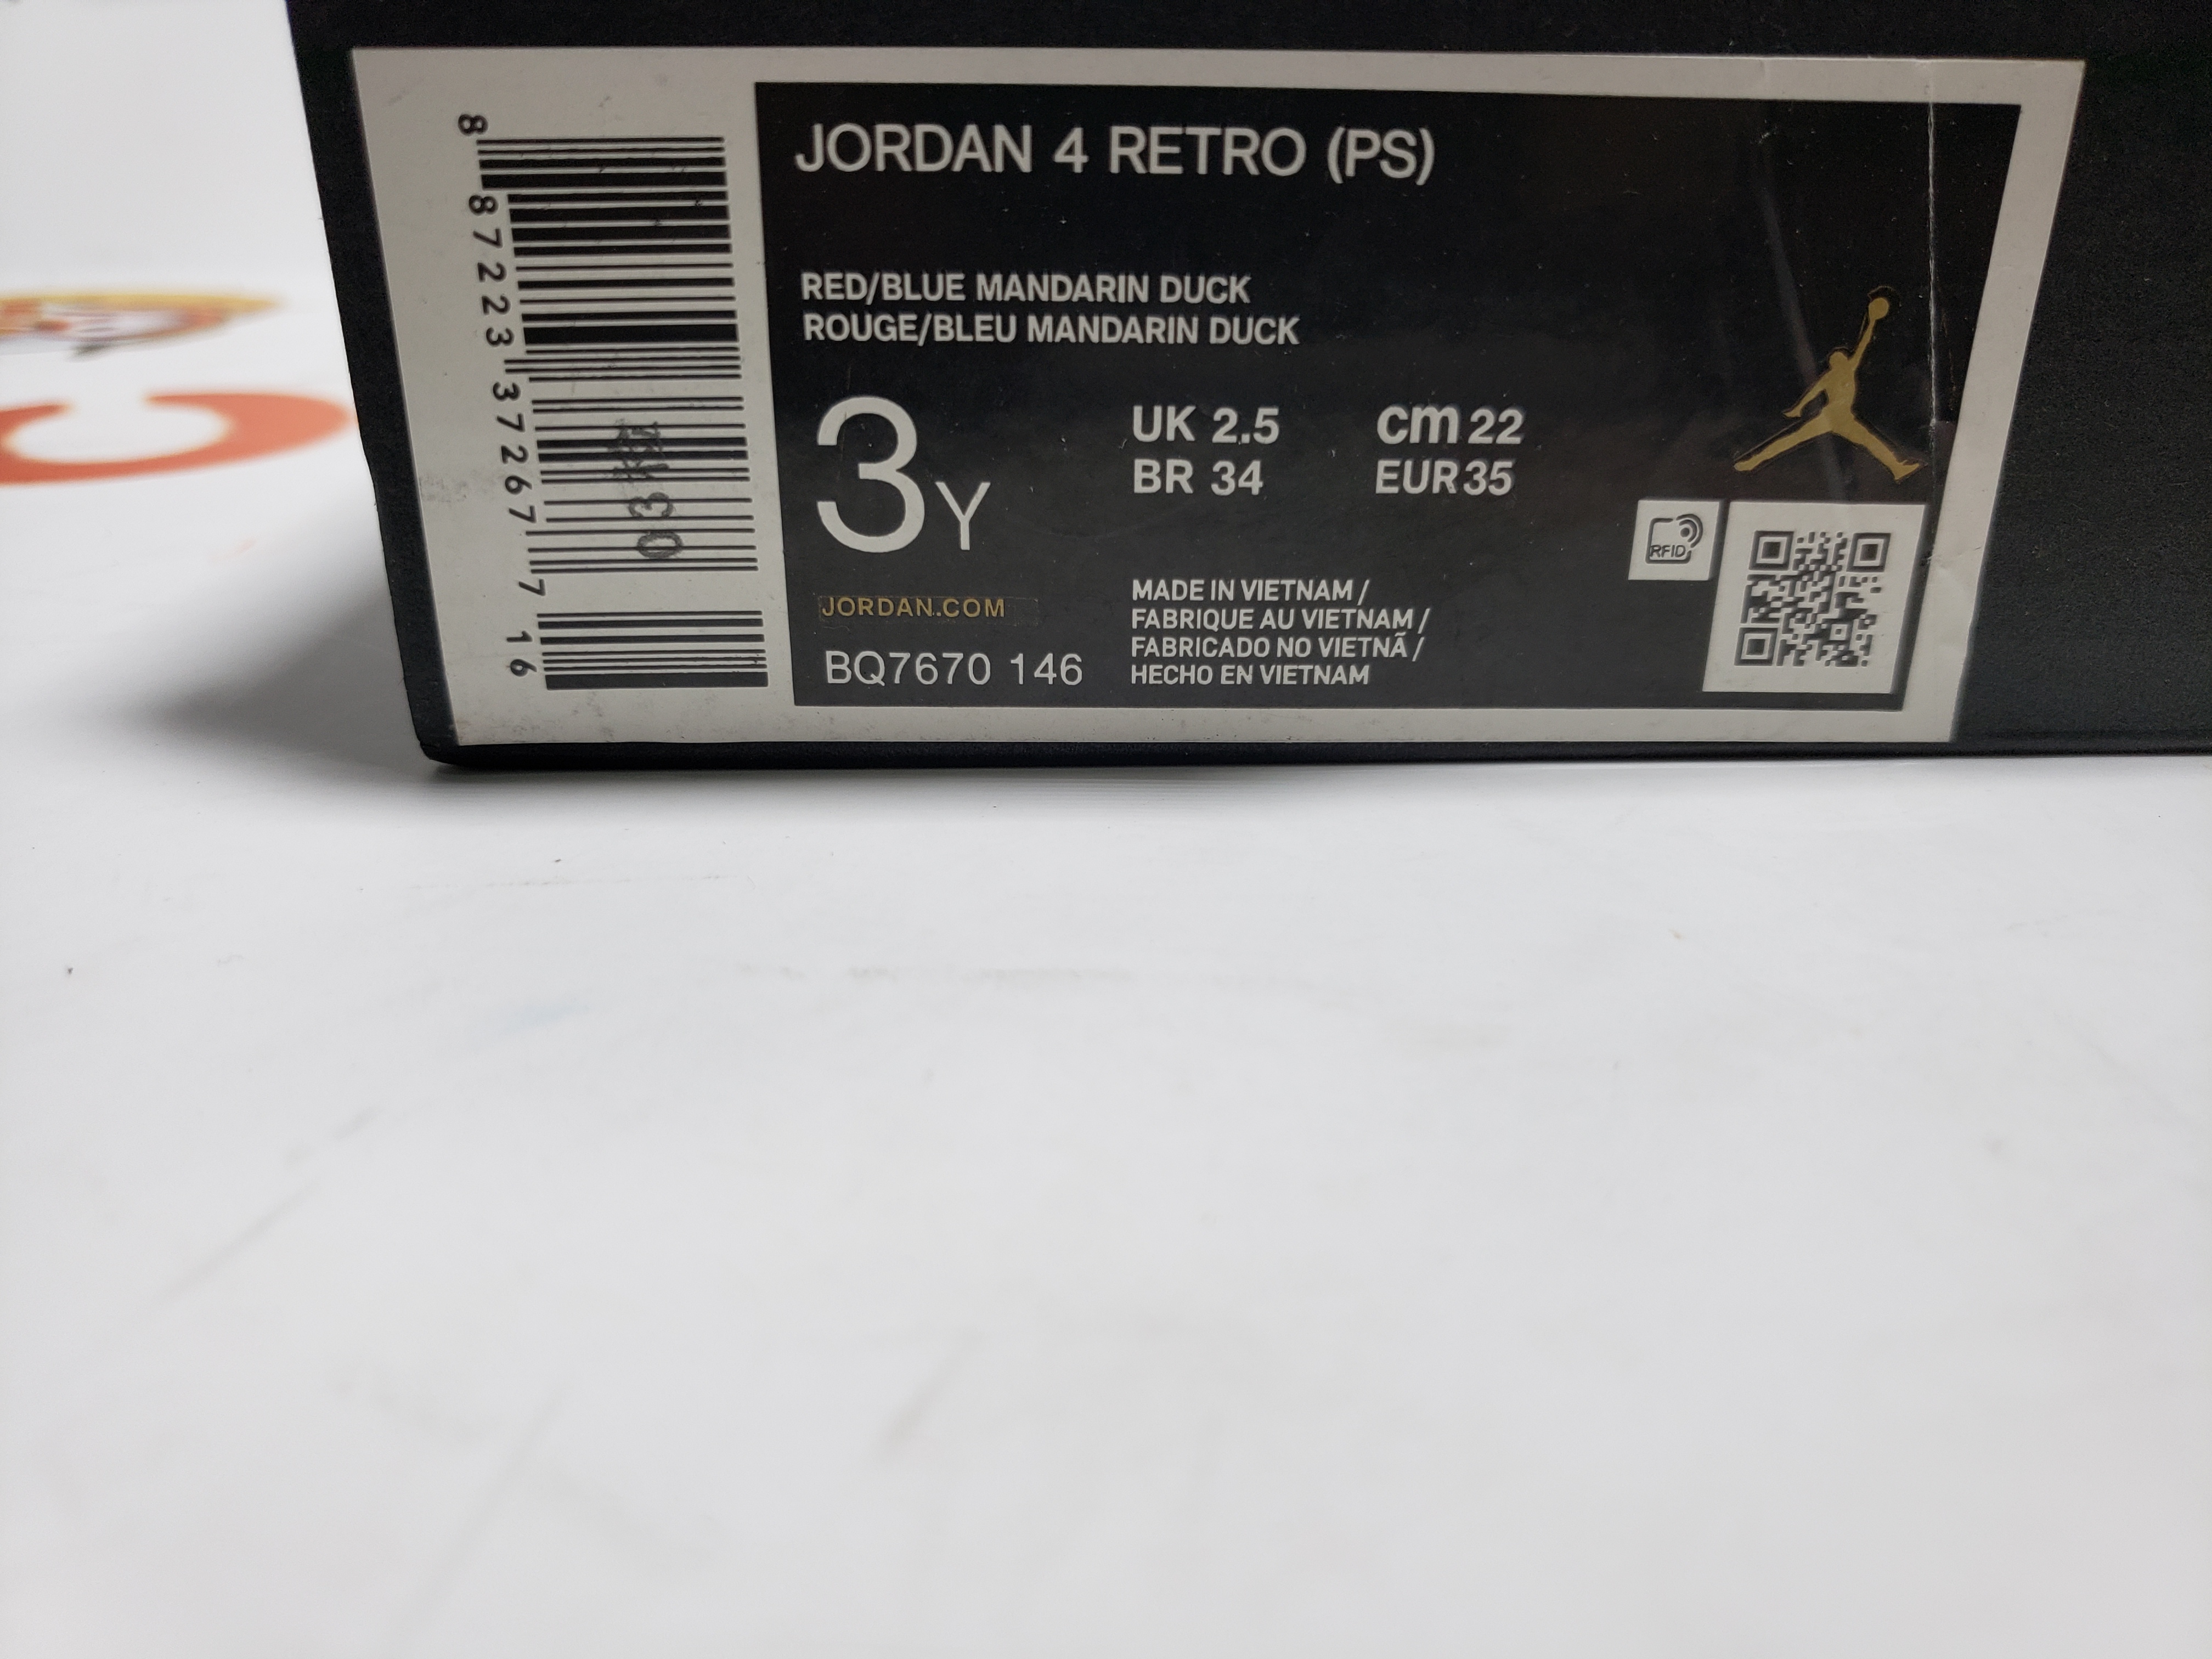 JORDAN 4 RETRO (PS)
RED/BLUE MANDARIN DUCK
ROUGE/BLEU MANDARIN DUCK
3Y
UK 2.5
cm 22
BR 34
EUR 35
JORDAN.COM
BQ7670 146
MADE IN VIETNAM /
FABRIQUE AU VIETNAM /
FABRICADO NO VIETNÃ /
HECHO EN VIETNAM
RFID
8 87223 37267 7 16